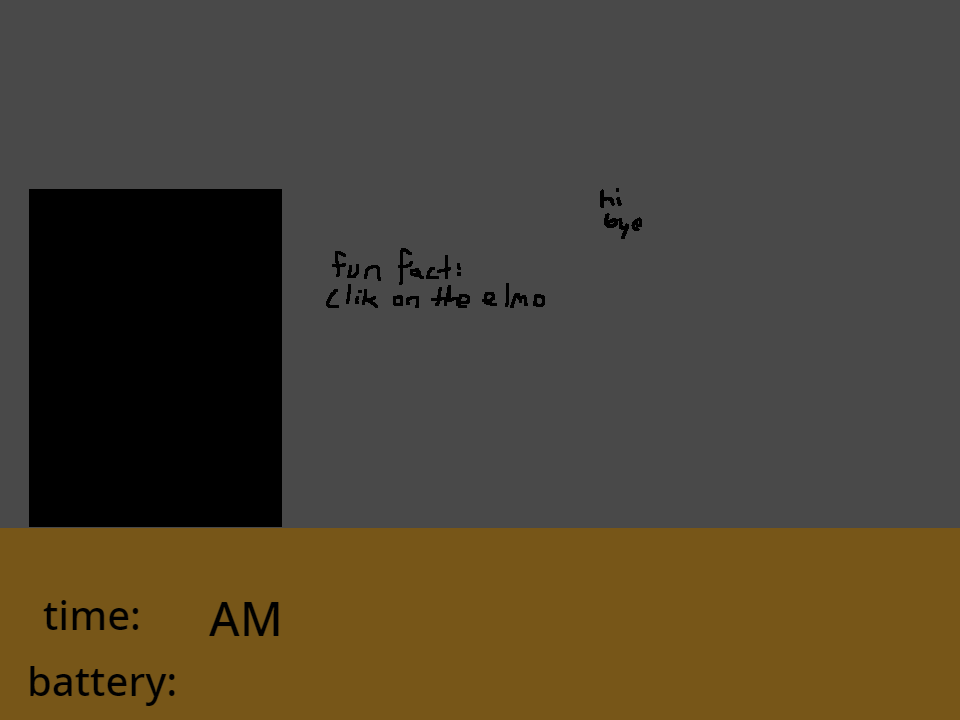 hi
bye
fun fact:
clik on the elmo
time: AM
battery: